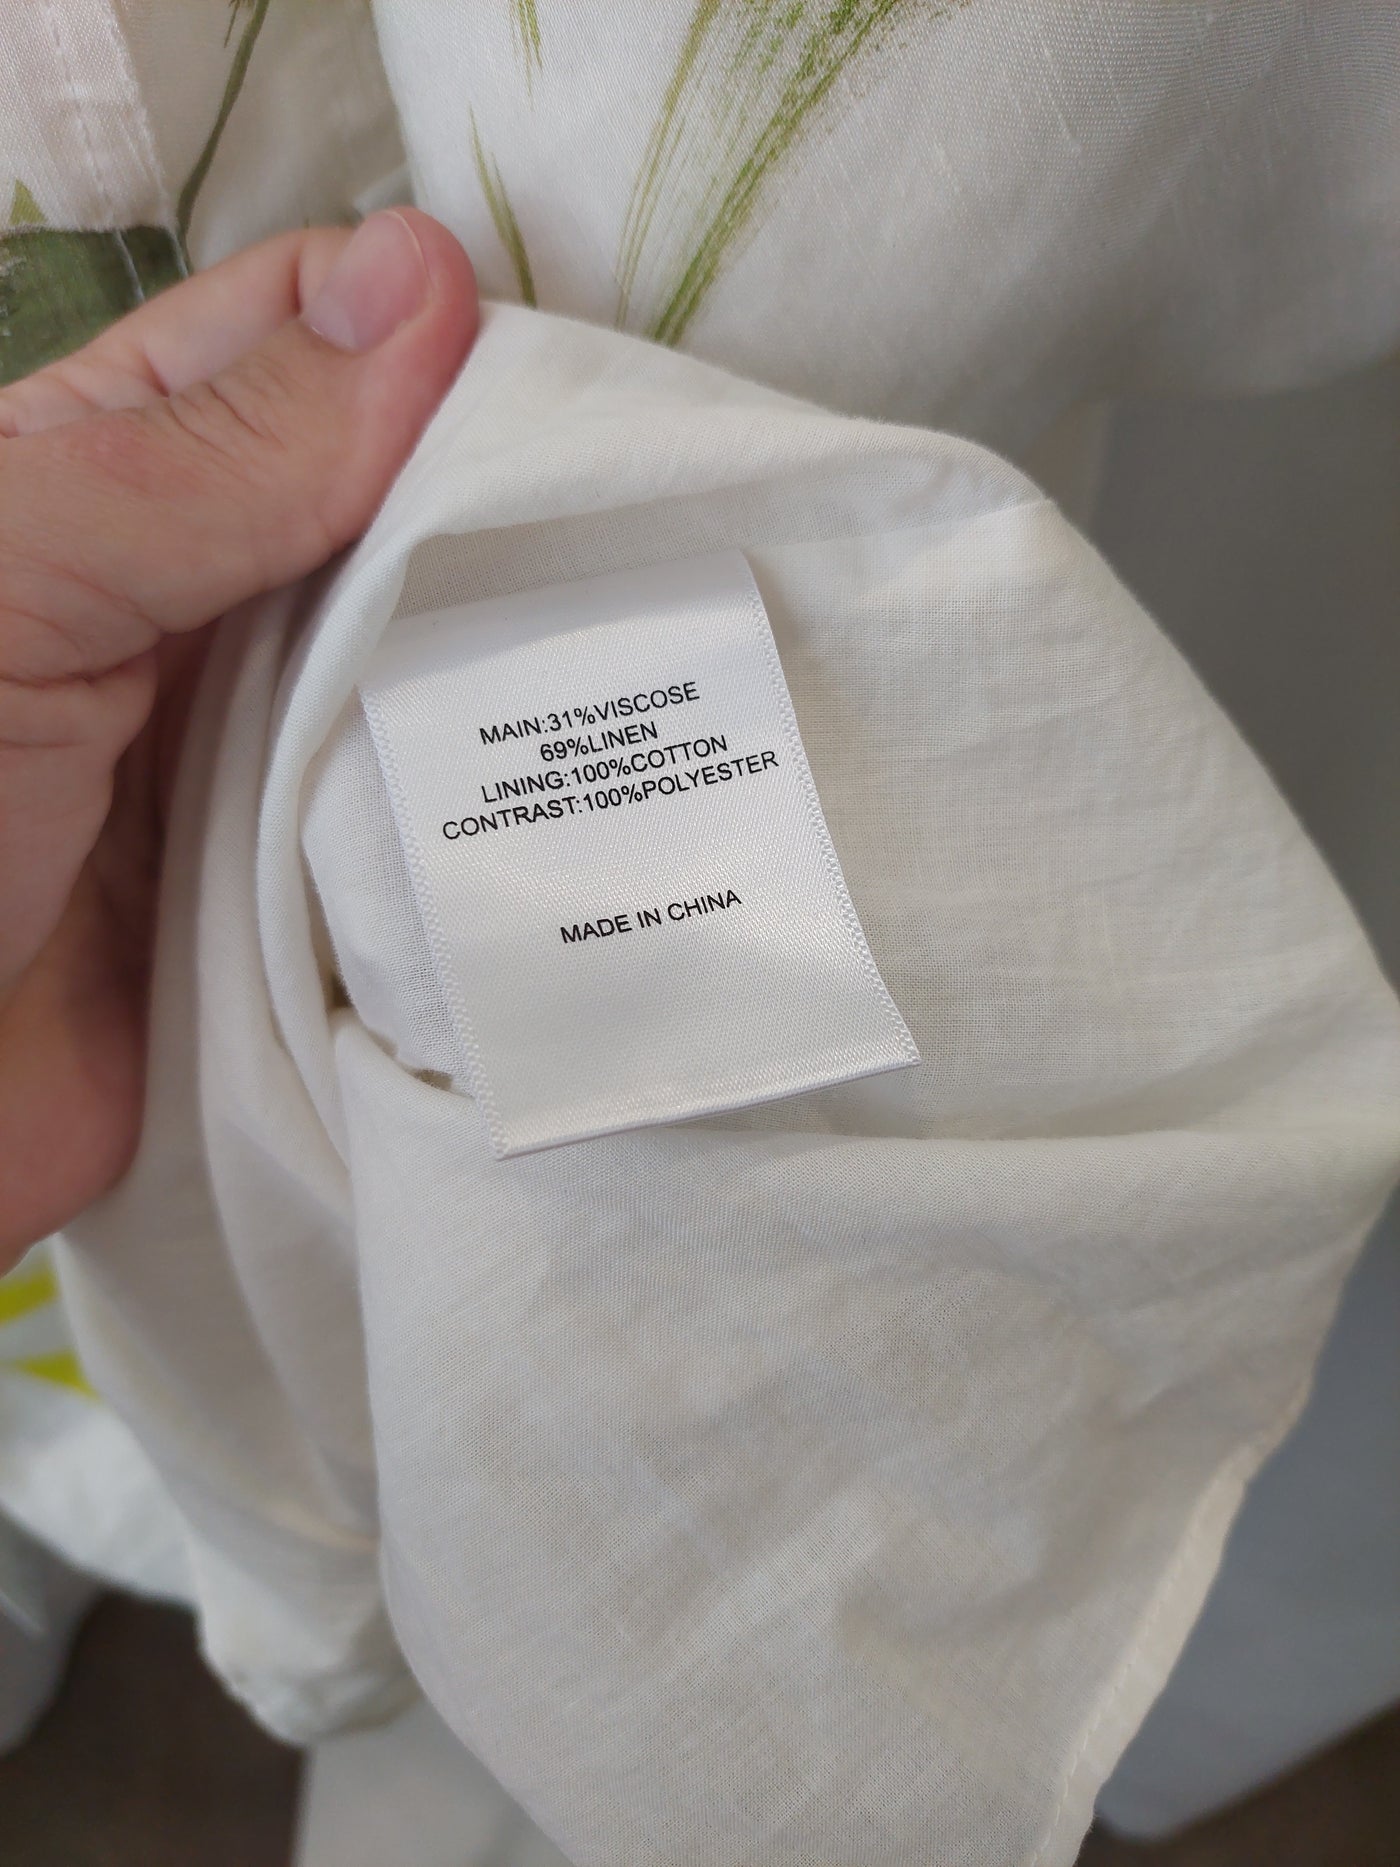 MAIN:31%VISCOSE
69%LINEN
LINING:100%COTTON
CONTRAST:100%POLYESTER
MADE IN CHINA